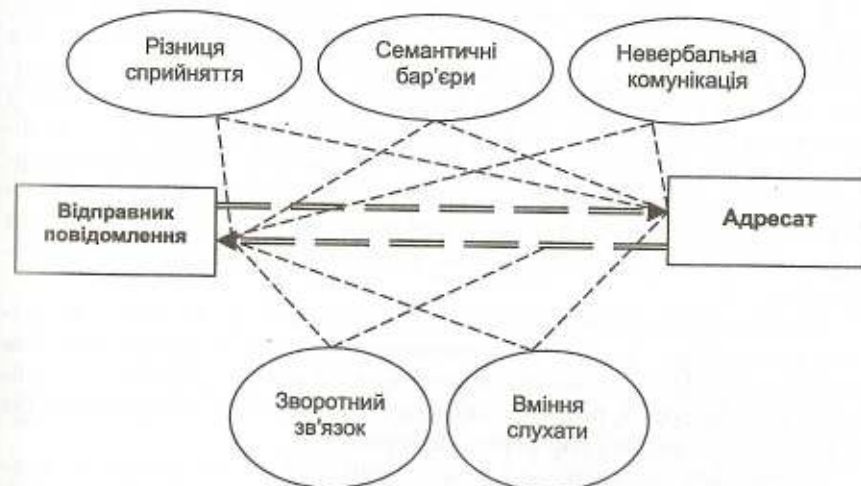 Різниця
сприйняття
Семантичні
бар'єри
Невербальна
комунікація
Відправник
повідомлення
Адресат
Зворотний
зв'язок
Вміння
слухати